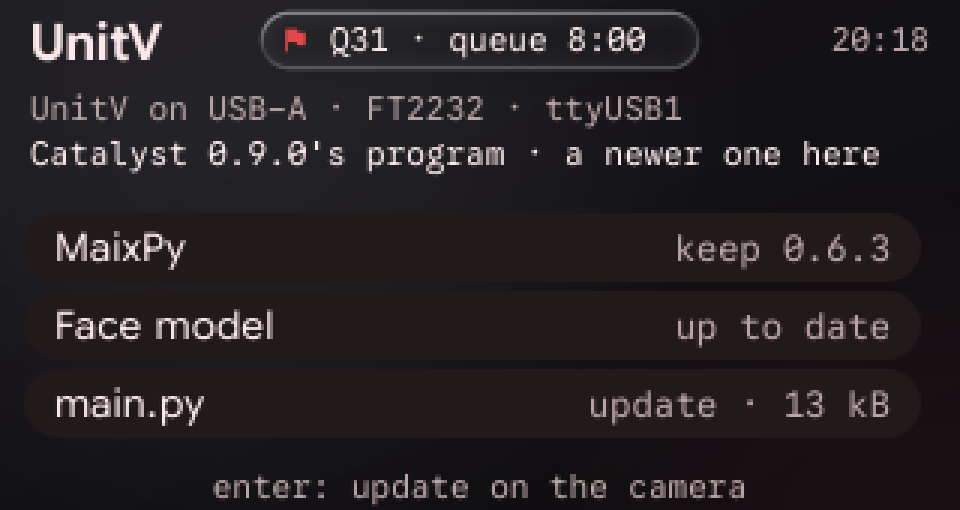 UnitV Q31 · queue 8:00 20:18
UnitV on USB-A · FT2232 · ttyUSB1
Catalyst 0.9.0's program · a newer one here
MaixPy keep 0.6.3
Face model up to date
main.py update · 13 kB
enter: update on the camera